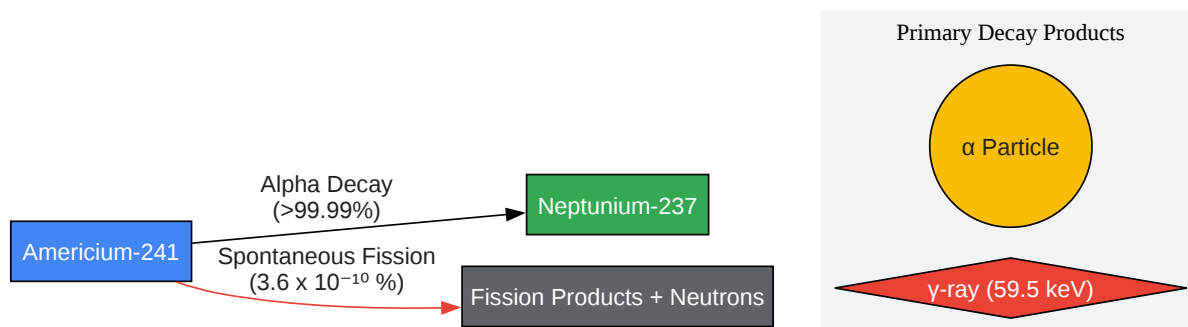 Primary Decay Products
α Particle
Alpha Decay
(>99.99%)
Neptunium-237
Americium-241
Spontaneous Fission
(3.6 x 10⁻¹⁰ %)
Fission Products + Neutrons
γ-ray (59.5 keV)